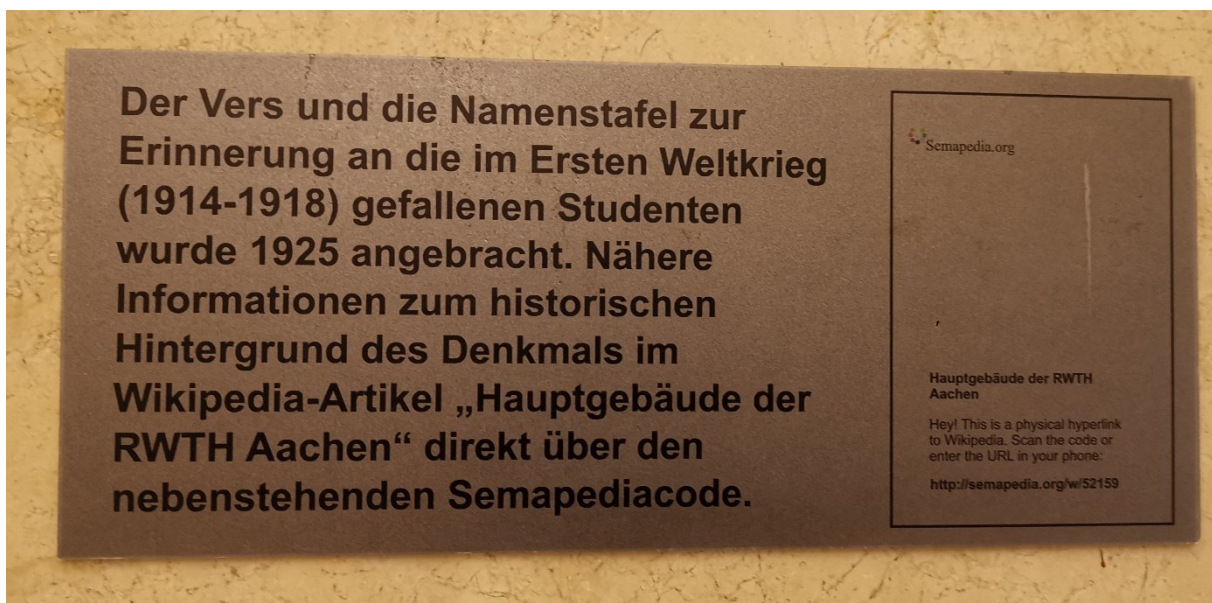 Der Vers und die Namenstafel zur
Erinnerung an die im Ersten Weltkrieg
(1914-1918) gefallenen Studenten
wurde 1925 angebracht. Nähere
Informationen zum historischen
Hintergrund des Denkmals im
Wikipedia-Artikel „Hauptgebäude der
RWTH Aachen“ direkt über den
nebenstehenden Semapediacode.
Semapedia.org
Hauptgebäude der RWTH
Aachen
Hey! This is a physical hyperlink
to Wikipedia. Scan the code or
enter the URL in your phone:
http://semapedia.org/w/52159